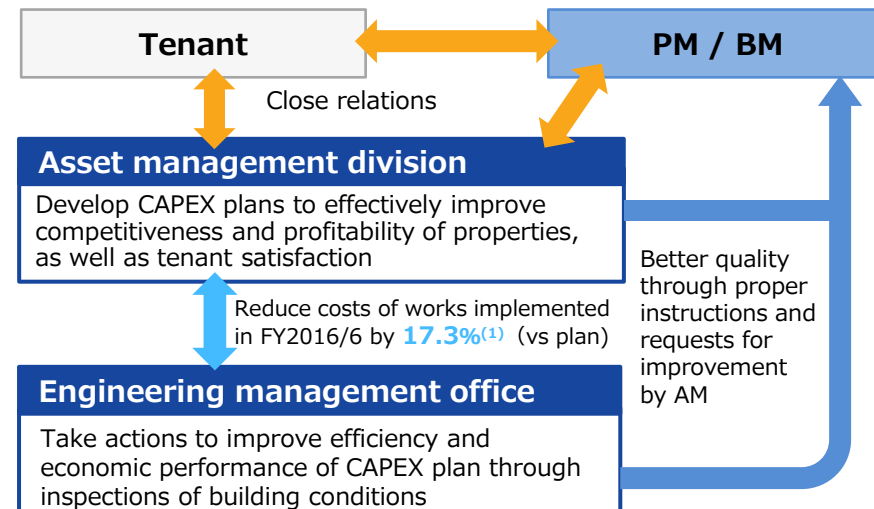 Tenant
PM / BM
Close relations
Asset management division
Develop CAPEX plans to effectively improve
competitiveness and profitability of properties,
as well as tenant satisfaction
Reduce costs of works implemented
in FY2016/6 by 17.3%(1) (vs plan)
Better quality
through proper
instructions and
requests for
improvement
by AM
Engineering management office
Take actions to improve efficiency and
economic performance of CAPEX plan through
inspections of building conditions